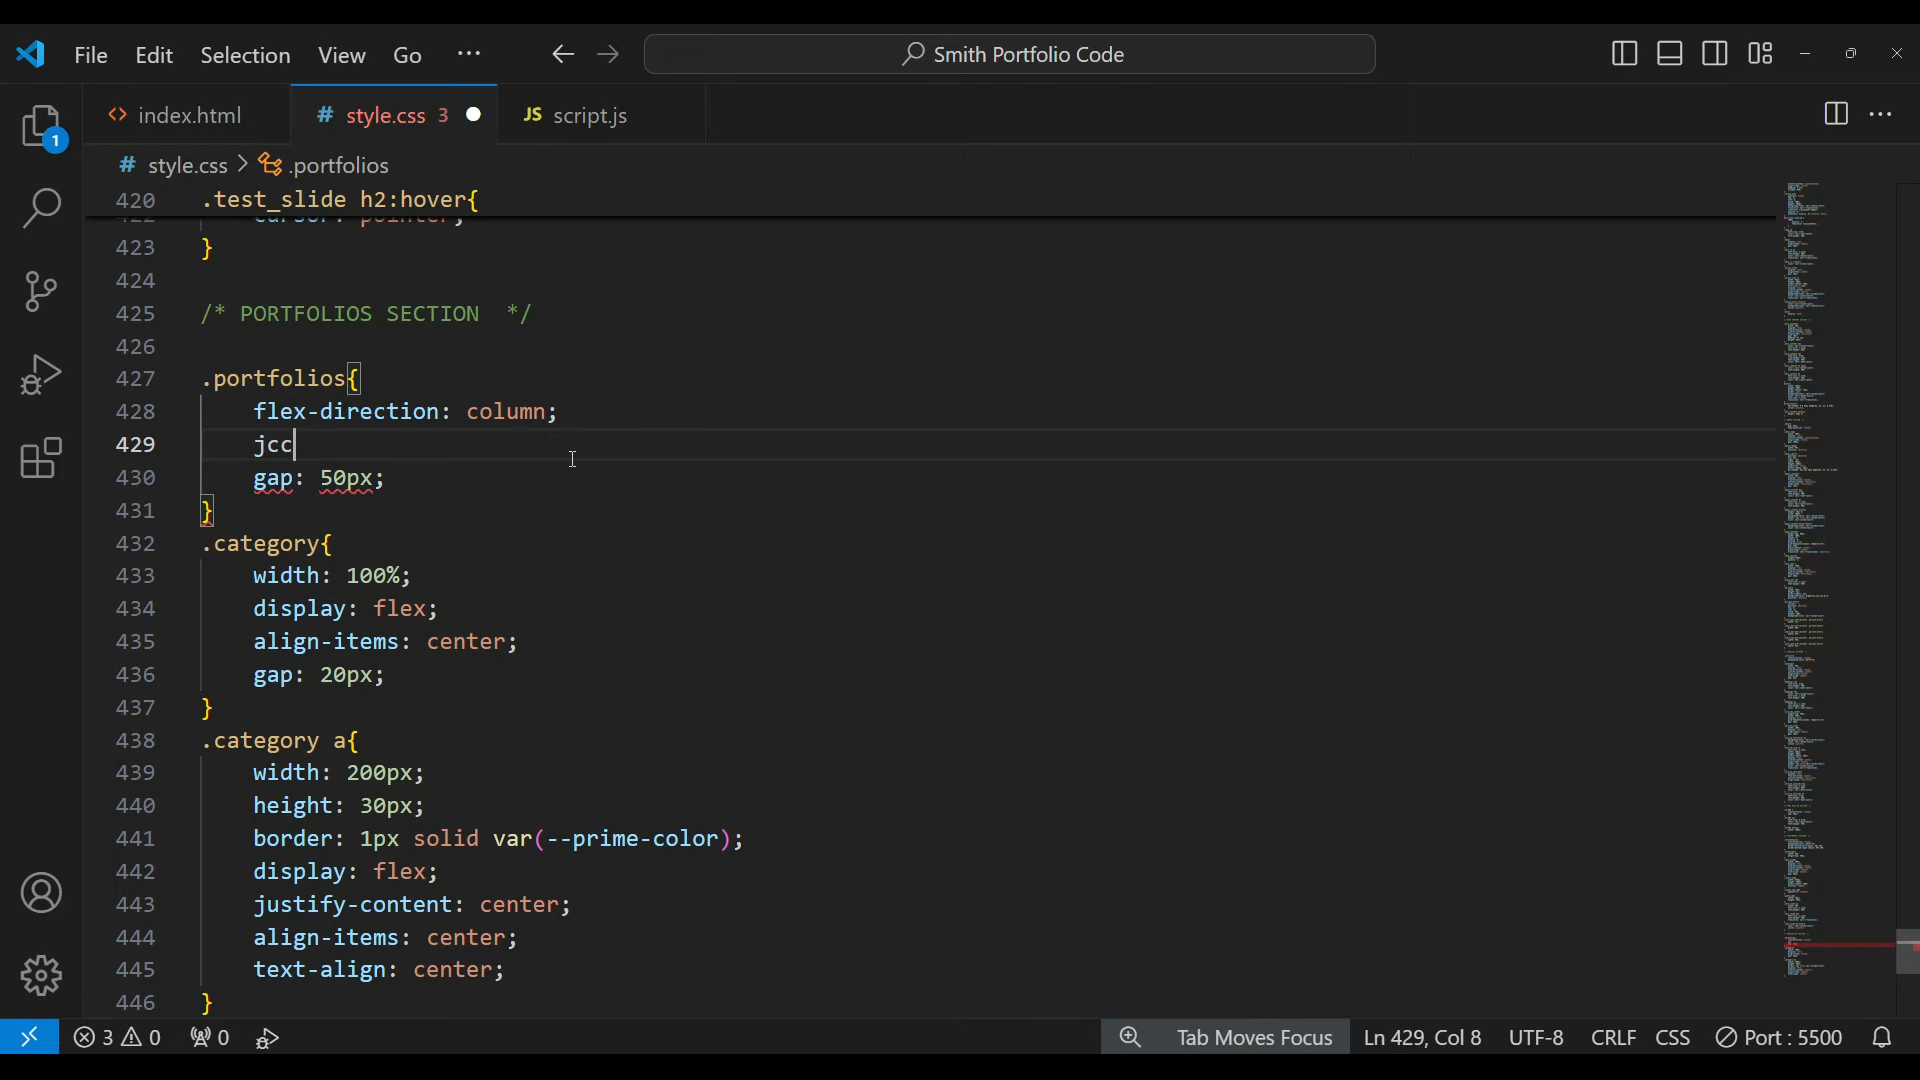 File Edit Selection View Go ··· Smith Portfolio Code
index.html # style.css 3 JS script.js
# style.css > .portfolios
420 .test_slide h2:hover{
422 cursor: pointer;
423 }
424
425 /* PORTFOLIOS SECTION  */
426
427 .portfolios{
428 flex-direction: column;
429 jcc
430 gap: 50px;
431 }
432 .category{
433 width: 100%;
434 display: flex;
435 align-items: center;
436 gap: 20px;
437 }
438 .category a{
439 width: 200px;
440 height: 30px;
441 border: 1px solid var(--prime-color);
442 display: flex;
443 justify-content: center;
444 align-items: center;
445 text-align: center;
446 }
1
3 0 0 Tab Moves Focus Ln 429, Col 8 UTF-8 CRLF CSS Port : 5500